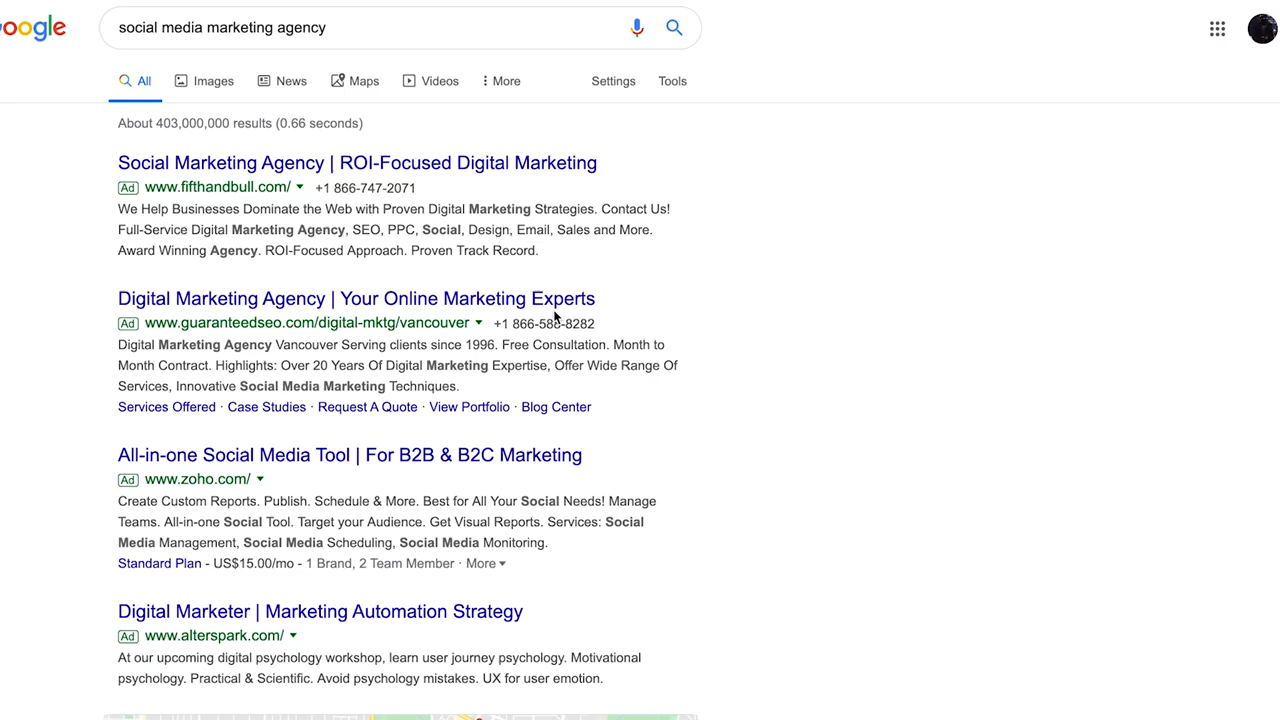 oogle
social media marketing agency
All Images News Maps Videos More Settings Tools
About 403,000,000 results (0.66 seconds)
Social Marketing Agency | ROI-Focused Digital Marketing
Ad www.fifthandbull.com/ +1 866-747-2071
We Help Businesses Dominate the Web with Proven Digital Marketing Strategies. Contact Us!
Full-Service Digital Marketing Agency, SEO, PPC, Social, Design, Email, Sales and More.
Award Winning Agency. ROI-Focused Approach. Proven Track Record.
Digital Marketing Agency | Your Online Marketing Experts
Ad www.guaranteedseo.com/digital-mktg/vancouver +1 866-588-8282
Digital Marketing Agency Vancouver Serving clients since 1996. Free Consultation. Month to
Month Contract. Highlights: Over 20 Years Of Digital Marketing Expertise, Offer Wide Range Of
Services, Innovative Social Media Marketing Techniques.
Services Offered · Case Studies · Request A Quote · View Portfolio · Blog Center
All-in-one Social Media Tool | For B2B & B2C Marketing
Ad www.zoho.com/
Create Custom Reports. Publish. Schedule & More. Best for All Your Social Needs! Manage
Teams. All-in-one Social Tool. Target your Audience. Get Visual Reports. Services: Social
Media Management, Social Media Scheduling, Social Media Monitoring.
Standard Plan - US$15.00/mo - 1 Brand, 2 Team Member · More
Digital Marketer | Marketing Automation Strategy
Ad www.alterspark.com/
At our upcoming digital psychology workshop, learn user journey psychology. Motivational
psychology. Practical & Scientific. Avoid psychology mistakes. UX for user emotion.